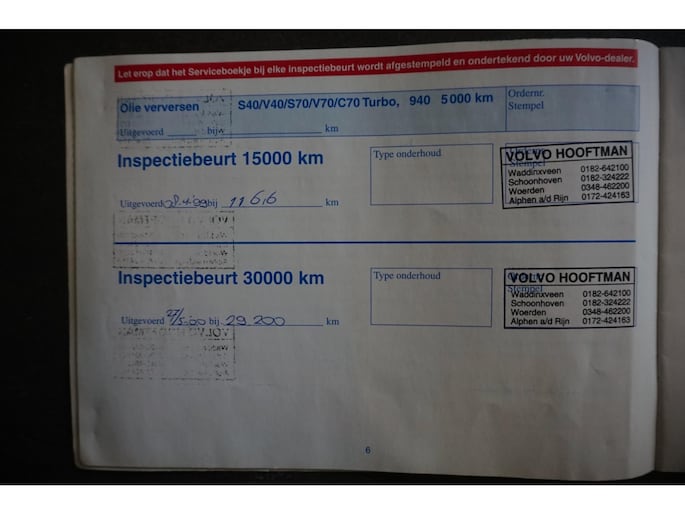 Let erop dat het Serviceboekje bij elke inspectiebeurt wordt afgestempeld en ondertekend door uw Volvo-dealer.
Olie verversen S40/V40/S70/V70/C70 Turbo, 940 5000 km
Ordernr.
Stempel
Uitgevoerd bij km
Inspectiebeurt 15000 km
Type onderhoud
VOLVO HOOFTMAN
Waddinxveen 0182-642100
Schoonhoven 0182-324222
Woerden 0348-462200
Alphen a/d Rijn 0172-424163
Uitgevoerd bij km
Inspectiebeurt 30000 km
Type onderhoud
Stempel
VOLVO HOOFTMAN
Waddinxveen 0182-642100
Schoonhoven 0182-324222
Woerden 0348-462200
Alphen a/d Rijn 0172-424163
Uitgevoerd 27/5-00 bij 29.200 km
6